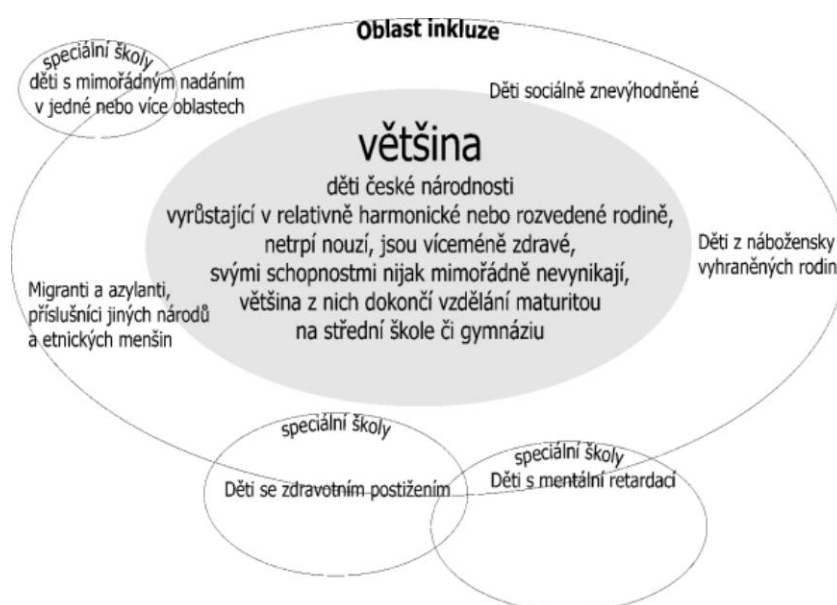 Oblast inkluze
speciální školy
děti s mimořádným nadáním
v jedné nebo více oblastech
Děti sociálně znevýhodněné
většina
děti české národnosti
vyrůstající v relativně harmonické nebo rozvedené rodině,
netrpí nouzí, jsou víceméně zdravé,
svými schopnostmi nijak mimořádně nevynikají,
většina z nich dokončí vzdělání maturitou
na střední škole či gymnáziu
Děti z nábožensky
vyhraněných rodin
Migranti a azylanti,
příslušníci jiných národů
a etnických menšin
speciální školy
Děti se zdravotním postižením
speciální školy
Děti s mentální retardací